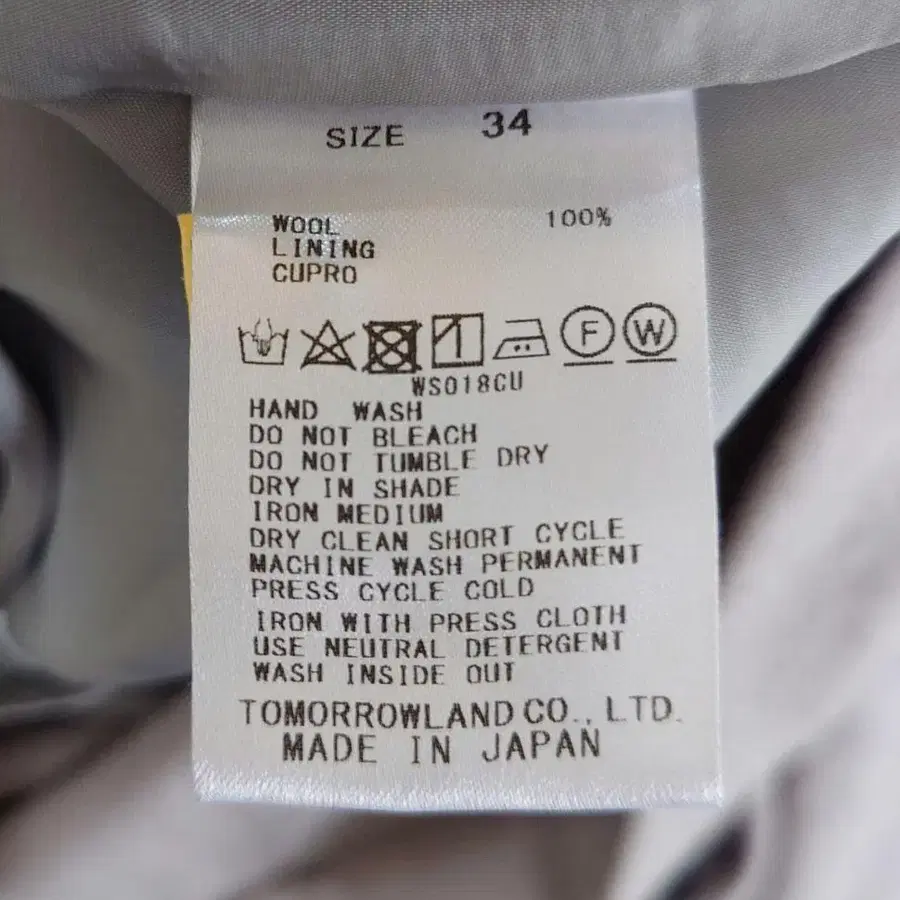 SIZE 34
WOOL 100%
LINING
CUPRO
F W
WS018CU
HAND WASH
DO NOT BLEACH
DO NOT TUMBLE DRY
DRY IN SHADE
IRON MEDIUM
DRY CLEAN SHORT CYCLE
MACHINE WASH PERMANENT
PRESS CYCLE COLD
IRON WITH PRESS CLOTH
USE NEUTRAL DETERGENT
WASH INSIDE OUT
TOMORROWLAND CO., LTD.
MADE IN JAPAN